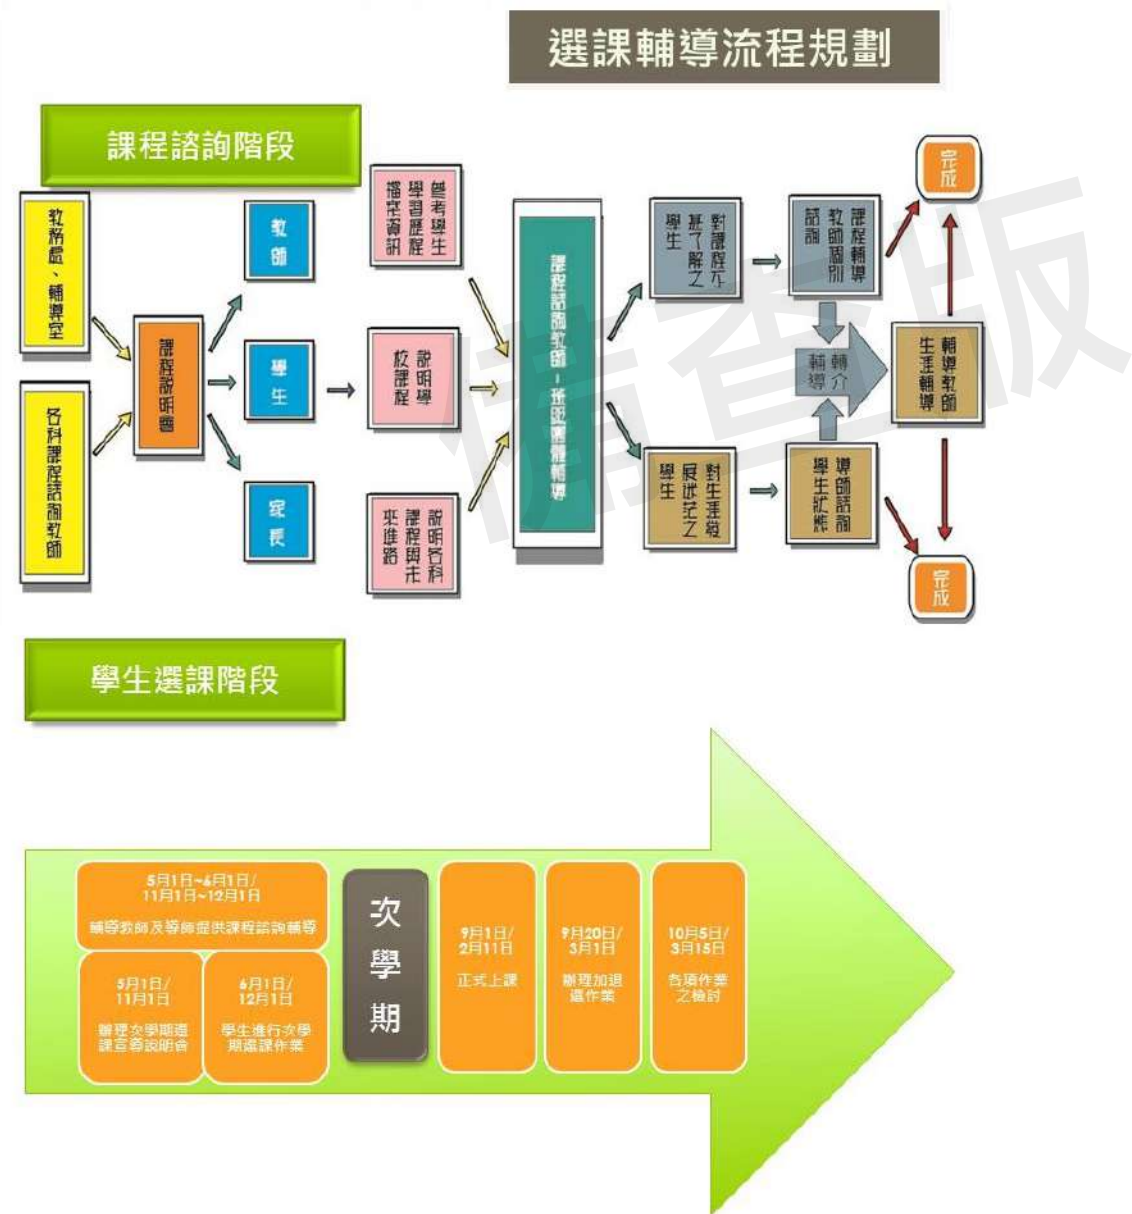 選課輔導流程規劃
課程諮詢階段
教務處、輔導室
各科課程諮詢教師
課程說明會
教師
學生
家長
參考學生
學習歷程
檔案資訊
說明學
校課程
說明各科
課程與未
來進路
課程諮詢教師
課程輔導
對課程不
甚了解之
學生
對生涯發
展迷茫之
學生
課程輔導
教師個別
諮詢
轉介
輔導
導師諮詢
學生狀態
輔導教師
生涯輔導
完成
完成
備查版
學生選課階段
5月1日~6月1日/
11月1日~12月1日
輔導教師及導師提供課程諮詢輔導
5月1日/
11月1日
辦理次學期選
課宣導說明會
6月1日/
12月1日
學生進行次學
期選課作業
次學期
9月1日/
2月11日
正式上課
9月20日/
3月1日
辦理加退
選作業
10月5日/
3月15日
各項作業
之檢討